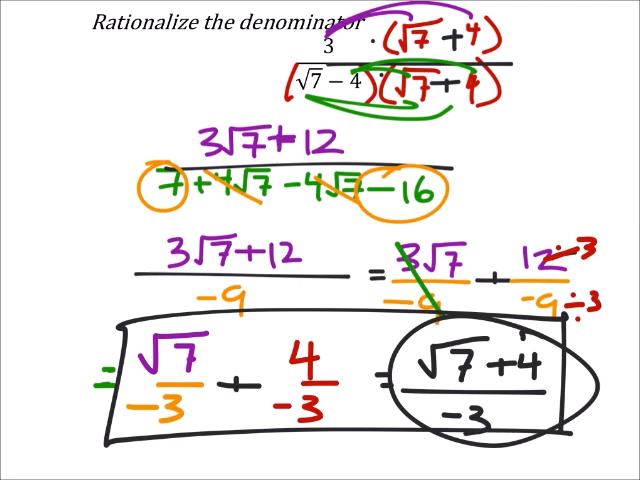 Rationalize the denominator
3 · (√7 + 4)
(√7 − 4) · (√7 + 4)
3√7 + 12
7 + 4√7 − 4√7 − 16
3√7 + 12 = 3√7 + 12 ÷3
−9 −9 −9 ÷3
= √7 + 4 = √7 + 4
−3 −3 −3